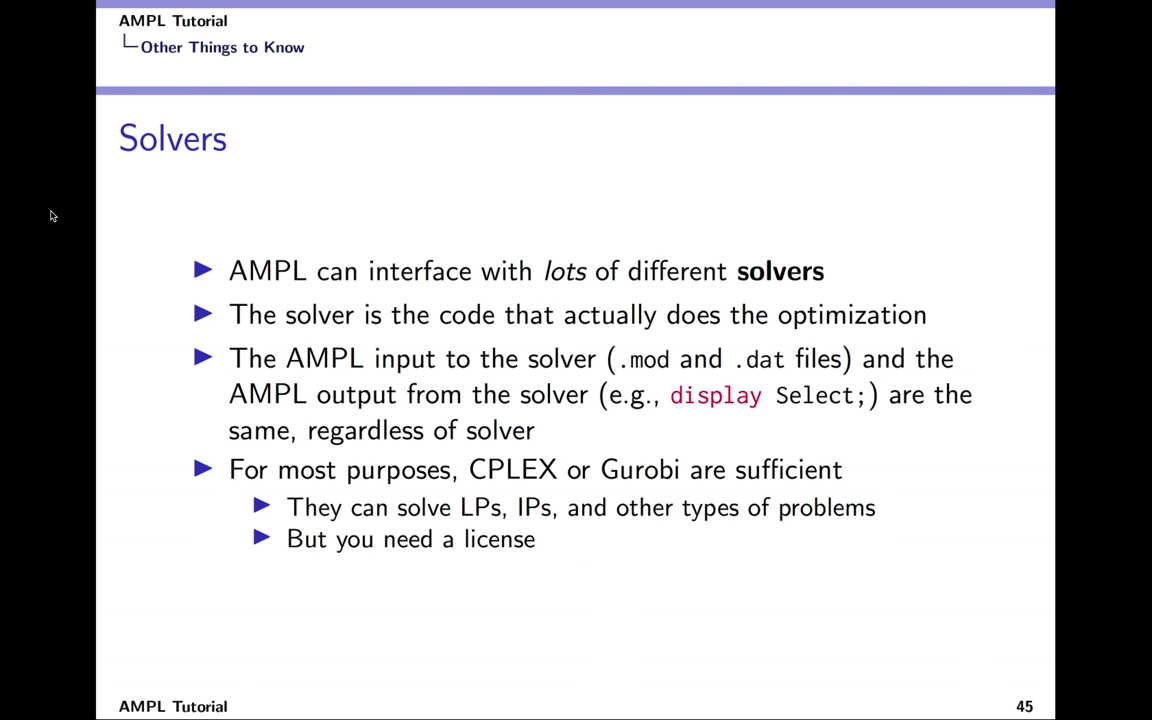 AMPL Tutorial
Other Things to Know
Solvers
AMPL can interface with lots of different solvers
The solver is the code that actually does the optimization
The AMPL input to the solver (.mod and .dat files) and the
AMPL output from the solver (e.g., display Select;) are the
same, regardless of solver
For most purposes, CPLEX or Gurobi are sufficient
They can solve LPs, IPs, and other types of problems
But you need a license
AMPL Tutorial 45